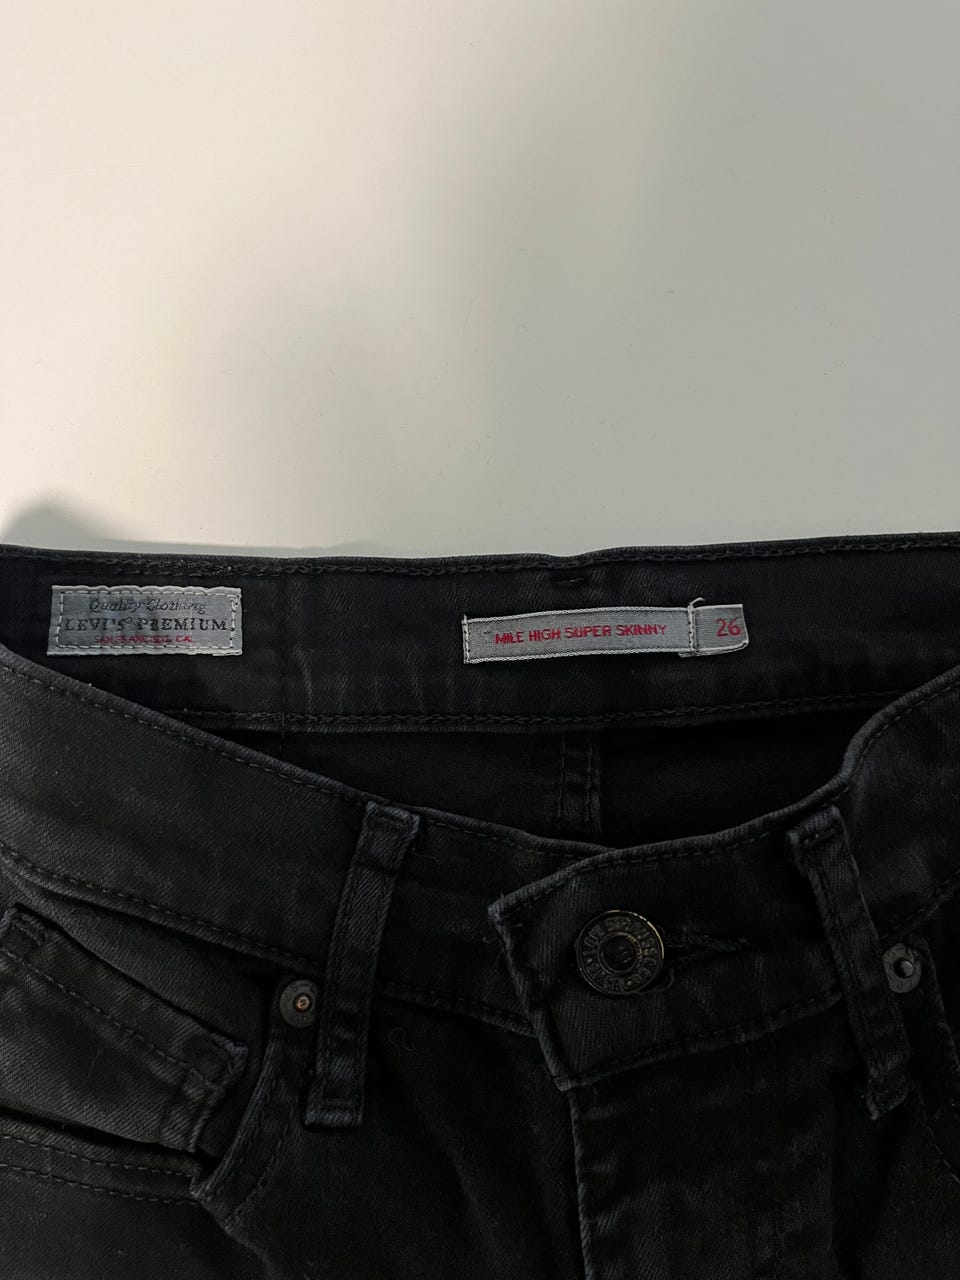 Quality Clothing
LEVI'S® PREMIUM
SAN FRANCISCO, CAL
MILE HIGH SUPER SKINNY
26